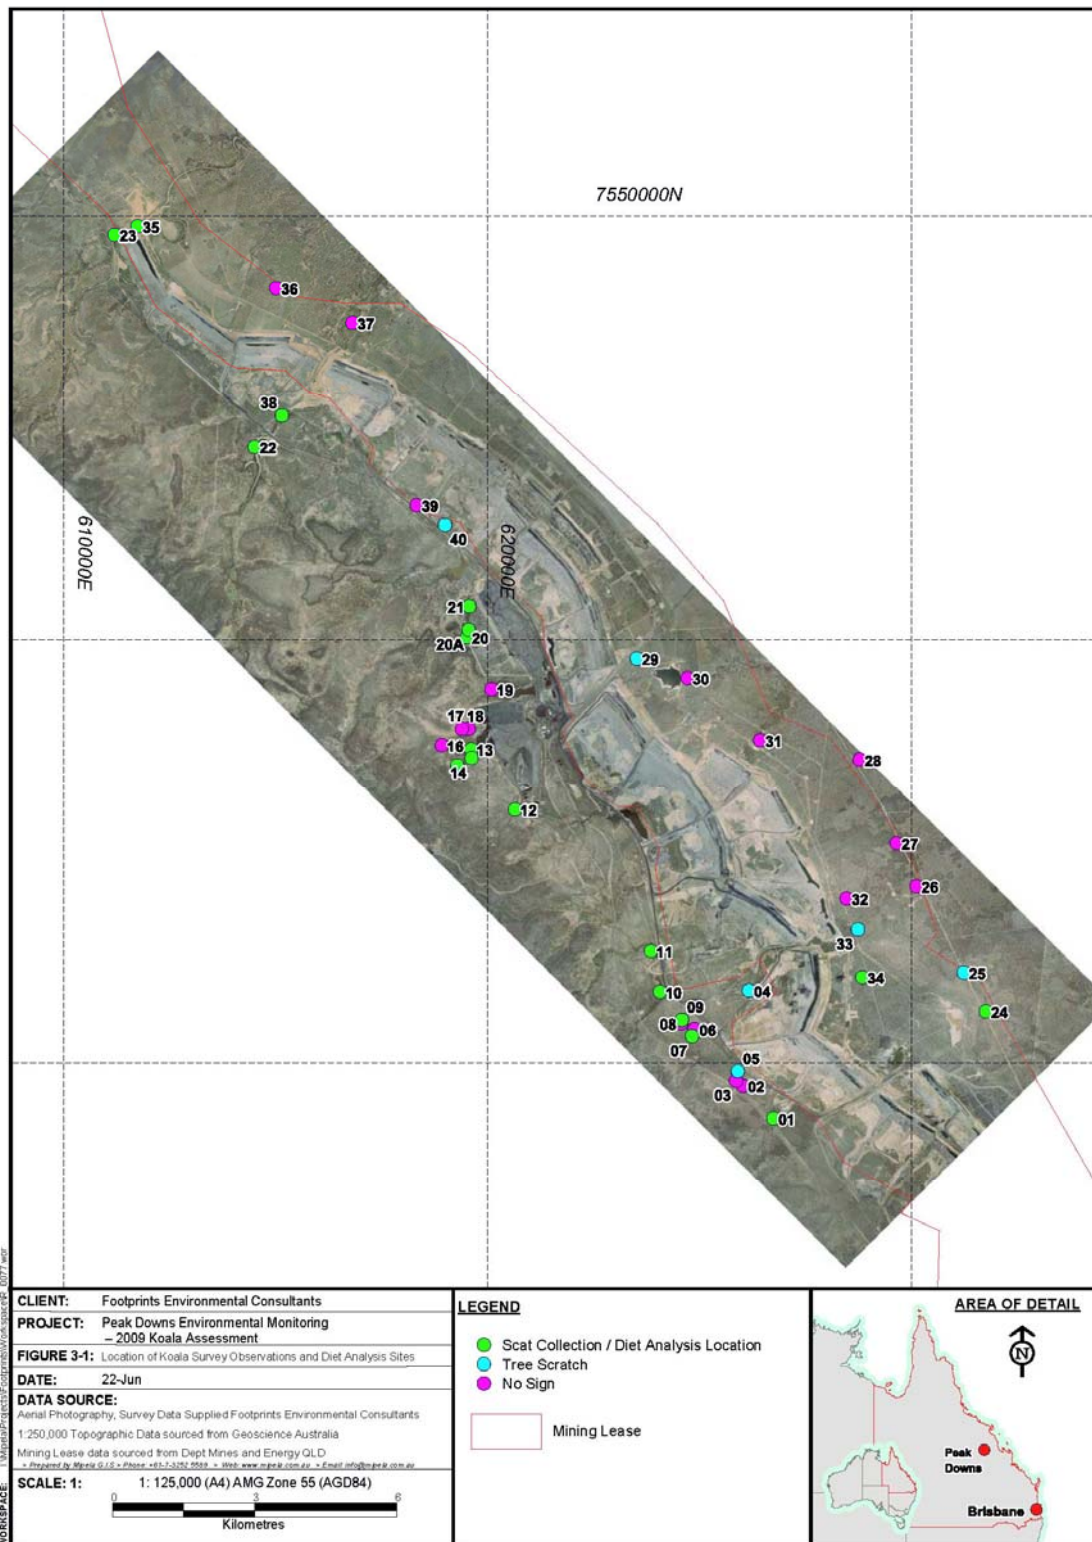 7550000N
35
23
36
37
38
22
39
40
610000E
620000E
21
20
20A
29
30
19
17
18
16
13
14
31
28
12
27
26
32
33
11
25
34
10
04
24
09
08
06
07
05
02
03
01
CLIENT: Footprints Environmental Consultants
PROJECT: Peak Downs Environmental Monitoring
– 2009 Koala Assessment
FIGURE 3-1: Location of Koala Survey Observations and Diet Analysis Sites
DATE: 22-Jun
DATA SOURCE:
Aerial Photography, Survey Data Supplied Footprints Environmental Consultants
1:250,000 Topographic Data sourced from Geoscience Australia
Mining Lease data sourced from Dept Mines and Energy QLD
SCALE: 1: 1: 125,000 (A4) AMG Zone 55 (AGD84)
0 3 6
Kilometres
LEGEND
Scat Collection / Diet Analysis Location
Tree Scratch
No Sign
Mining Lease
AREA OF DETAIL
N
Peak
Downs
Brisbane